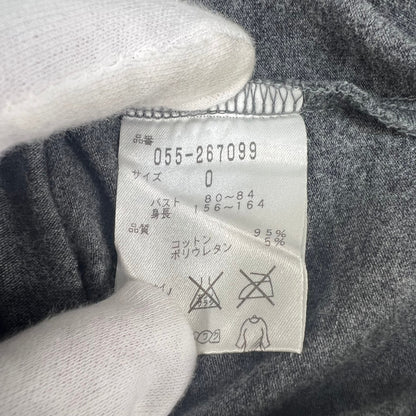 品番
055-267099
サイズ
0
バスト 80〜84
身長 156〜164
品質
コットン 95%
ポリウレタン 5%